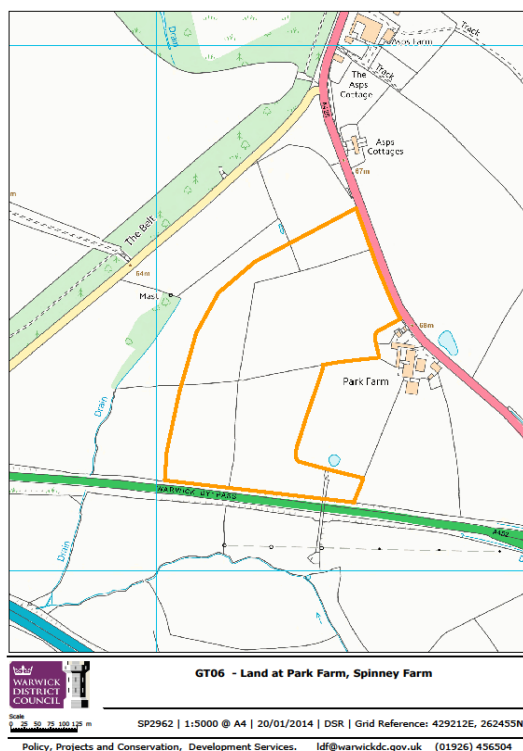 Drain
Asps Farm
Track
Track
The
Asps
Cottage
A425
Asps
Cottages
67m
m
The Belt
64m
Mast
68m
Park Farm
Drain
WARWICK BY-PASS
A452
Drain
WARWICK
DISTRICT
COUNCIL
GT06 - Land at Park Farm, Spinney Farm
Scale
0 25 50 75 100 125 m
SP2962 | 1:5000 @ A4 | 20/01/2014 | DSR | Grid Reference: 429212E, 262455N
Policy, Projects and Conservation, Development Services. ldf@warwickdc.gov.uk (01926) 456504